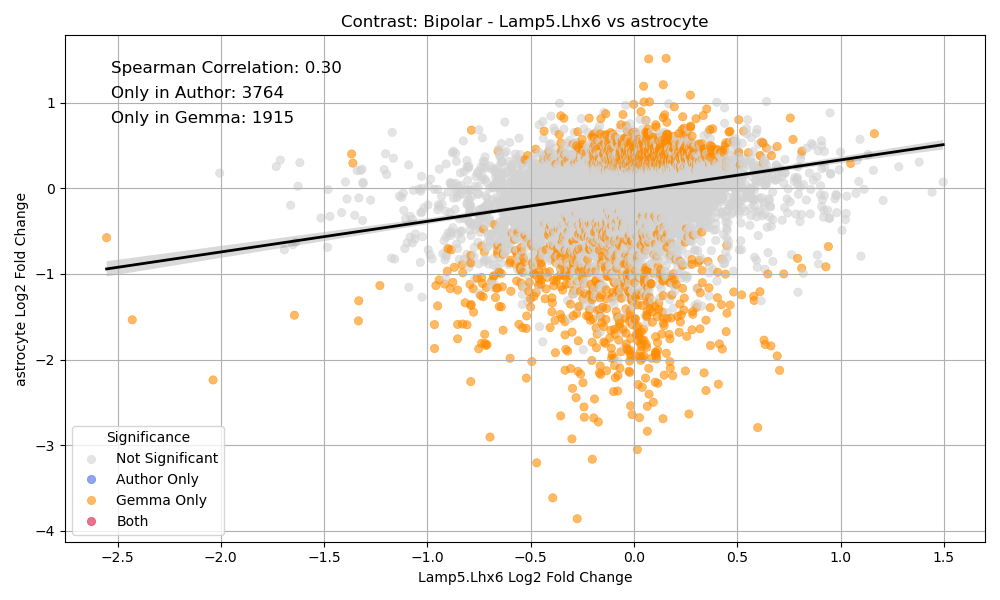 Contrast: Bipolar - Lamp5.Lhx6 vs astrocyte
Spearman Correlation: 0.30
Only in Author: 3764
Only in Gemma: 1915
astrocyte Log2 Fold Change
1
0
−1
−2
−3
−4
Significance
Not Significant
Author Only
Gemma Only
Both
−2.5 −2.0 −1.5 −1.0 −0.5 0.0 0.5 1.0 1.5
Lamp5.Lhx6 Log2 Fold Change